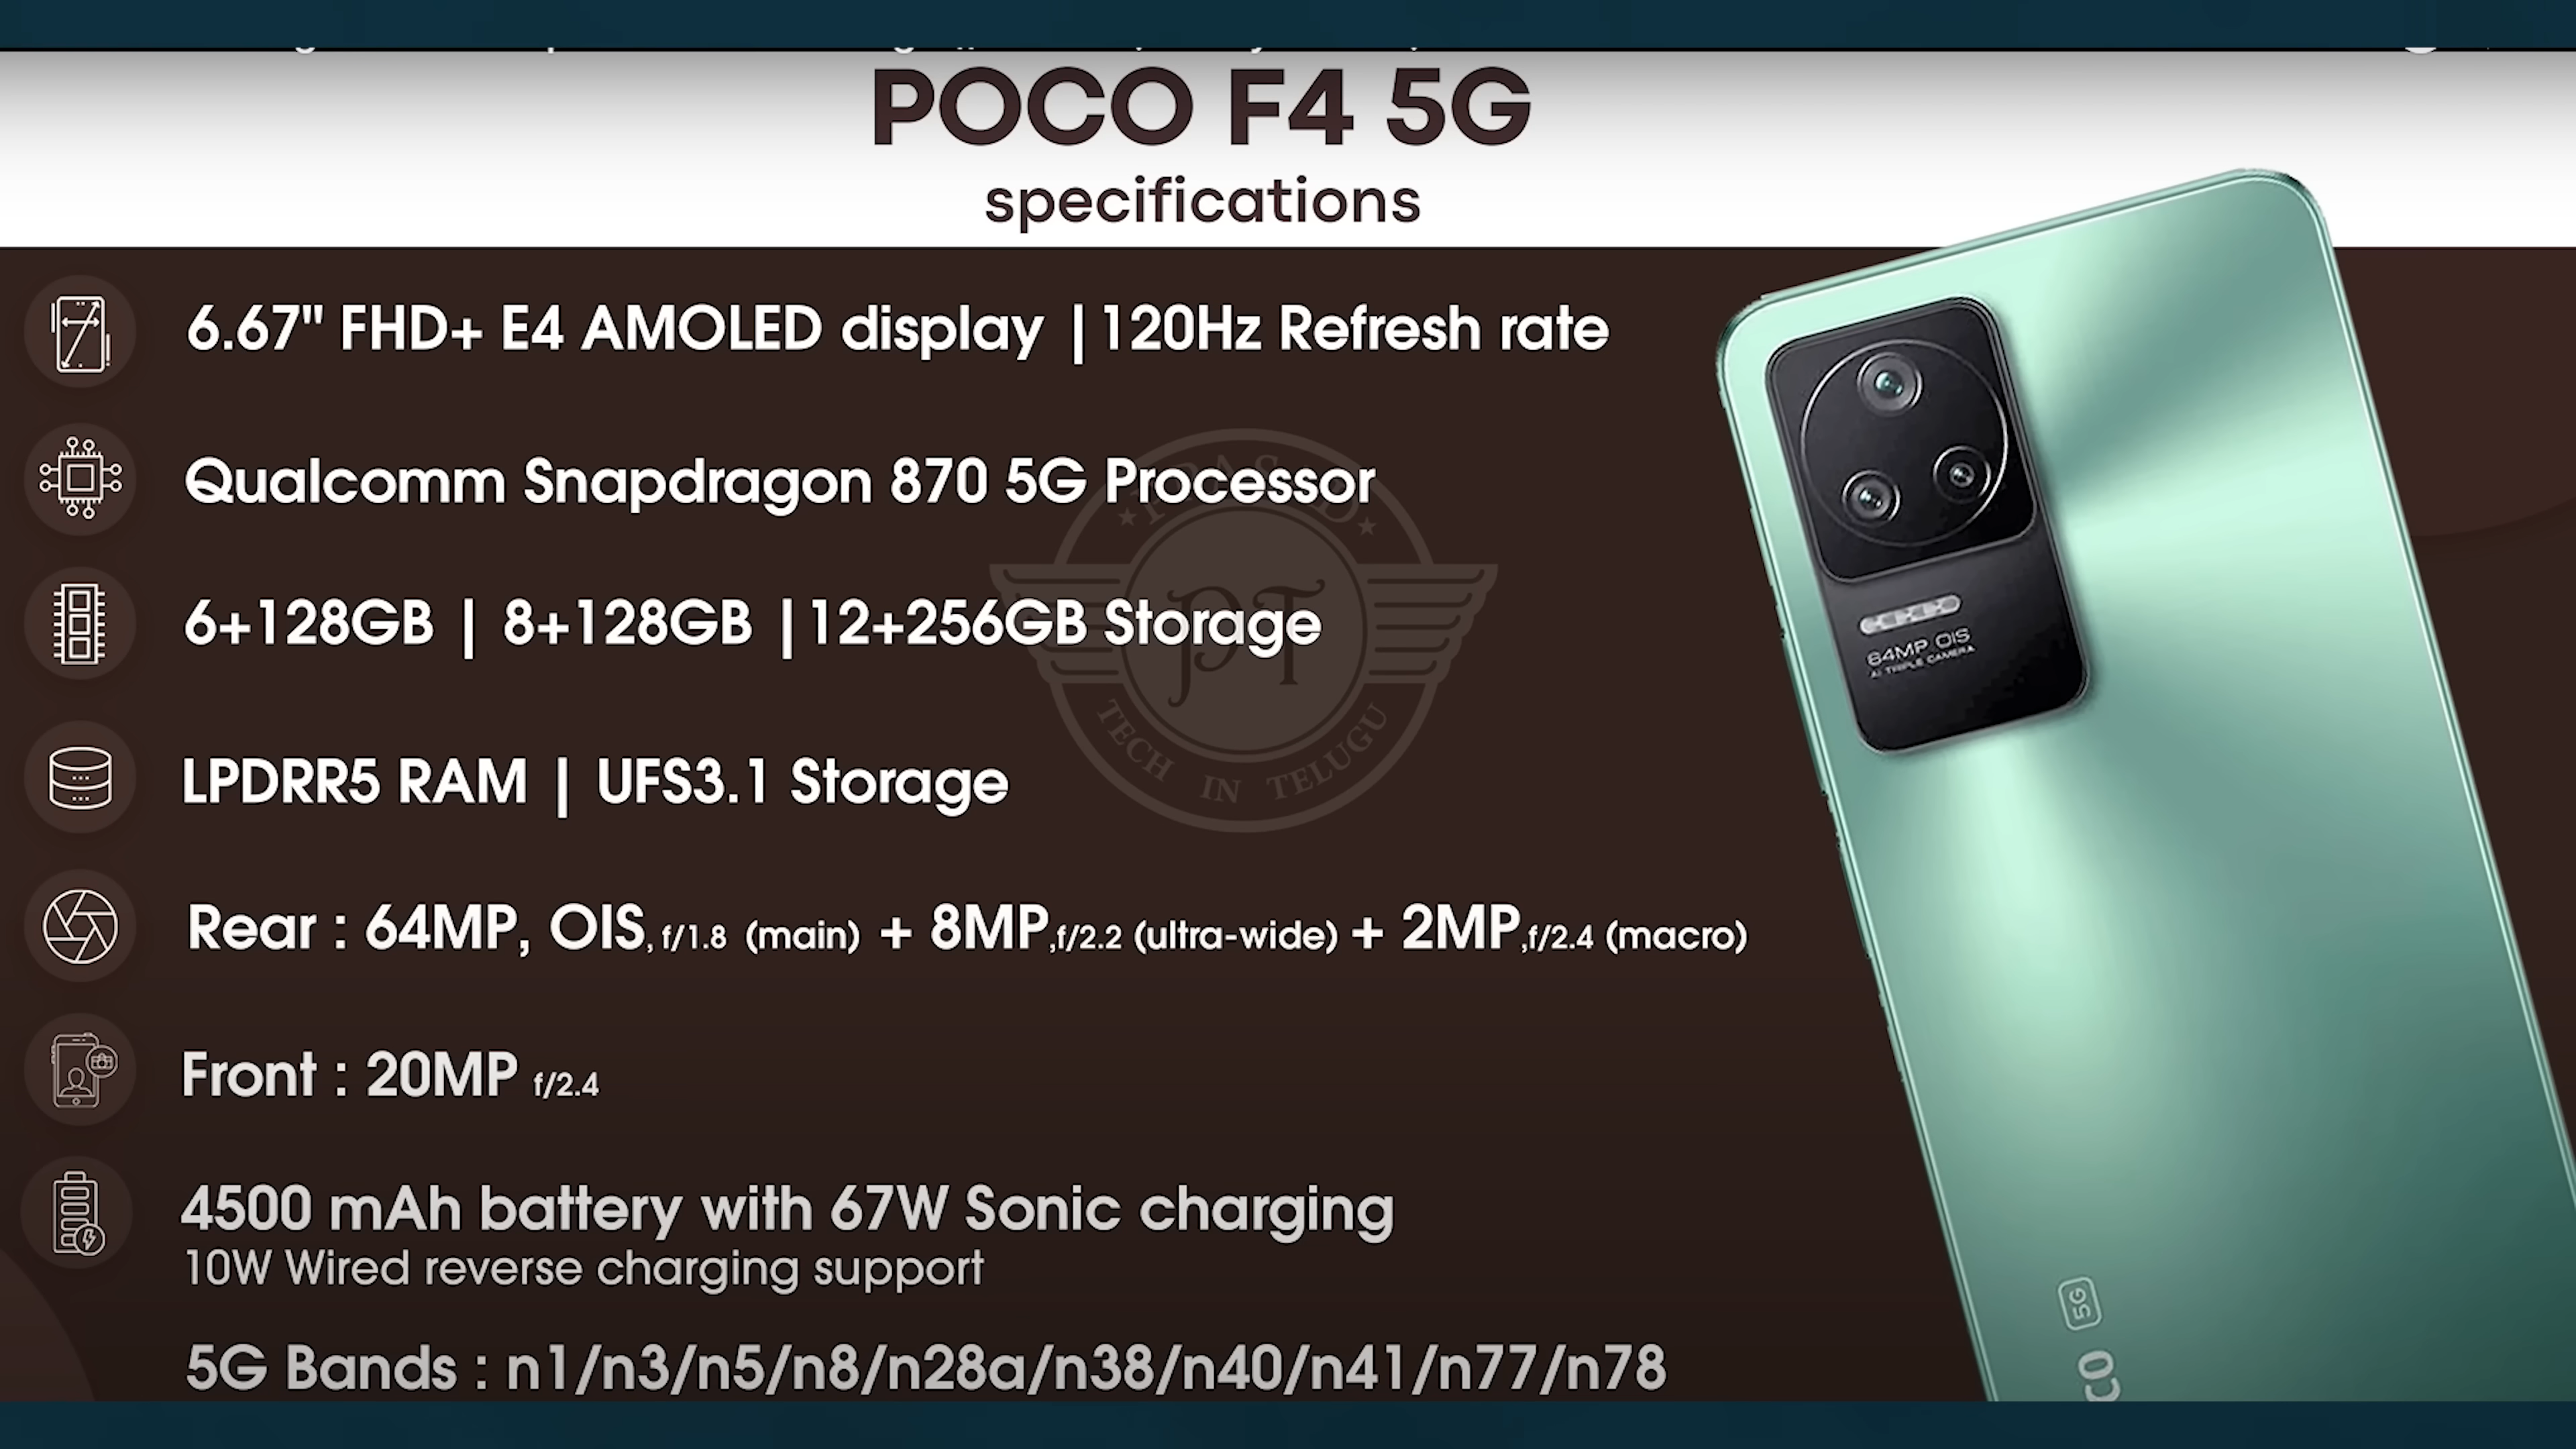 POCO F4 5G
specifications
6.67" FHD+ E4 AMOLED display | 120Hz Refresh rate
Qualcomm Snapdragon 870 5G Processor
6+128GB | 8+128GB | 12+256GB Storage
LPDRR5 RAM | UFS3.1 Storage
Rear : 64MP, OIS, f/1.8 (main) + 8MP,f/2.2 (ultra-wide) + 2MP,f/2.4 (macro)
Front : 20MP f/2.4
4500 mAh battery with 67W Sonic charging
10W Wired reverse charging support
5G Bands : n1/n3/n5/n8/n28a/n38/n40/n41/n77/n78
PT
TECH IN TELUGU
64MP OIS
AI TRIPLE CAMERA
5G